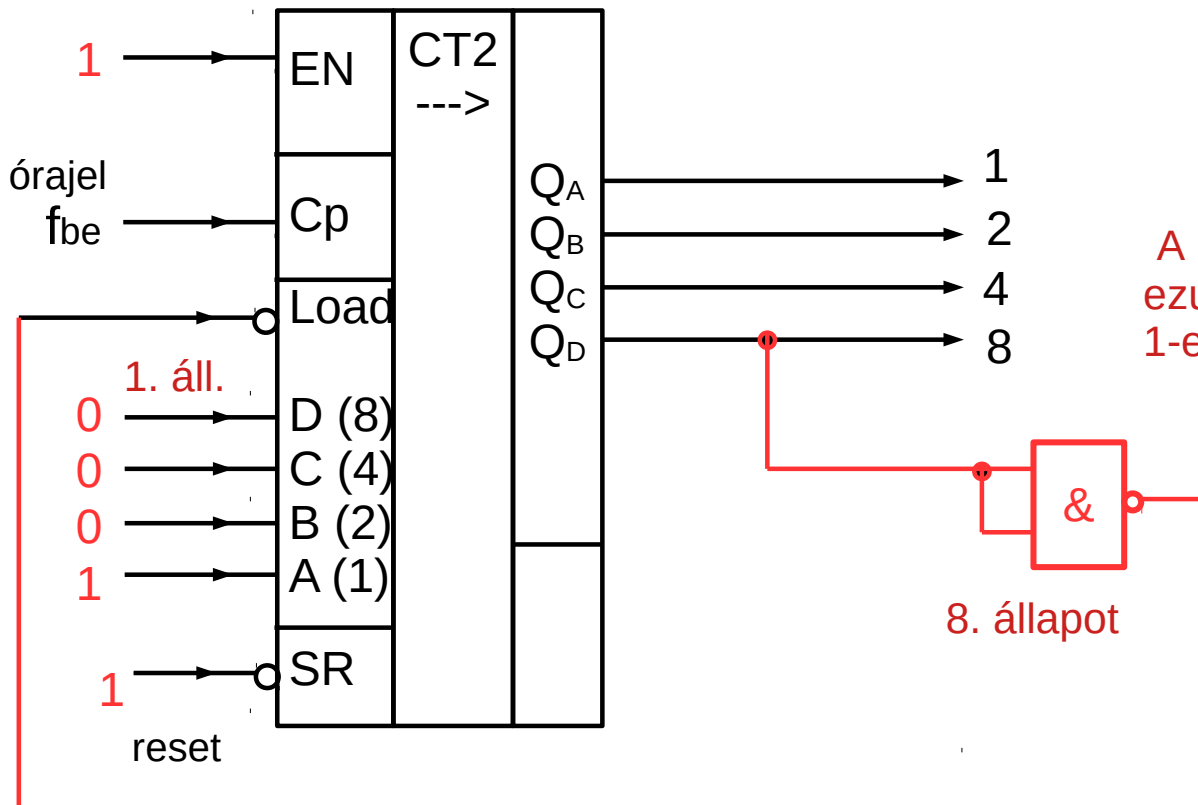 1
EN
CT2
--->
órajel
fbe
Cp
QA
QB
QC
QD
1
2
4
8
A
ezu
1-e
Load
1. áll.
0
D (8)
0
C (4)
0
B (2)
1
A (1)
&
8. állapot
1
SR
reset